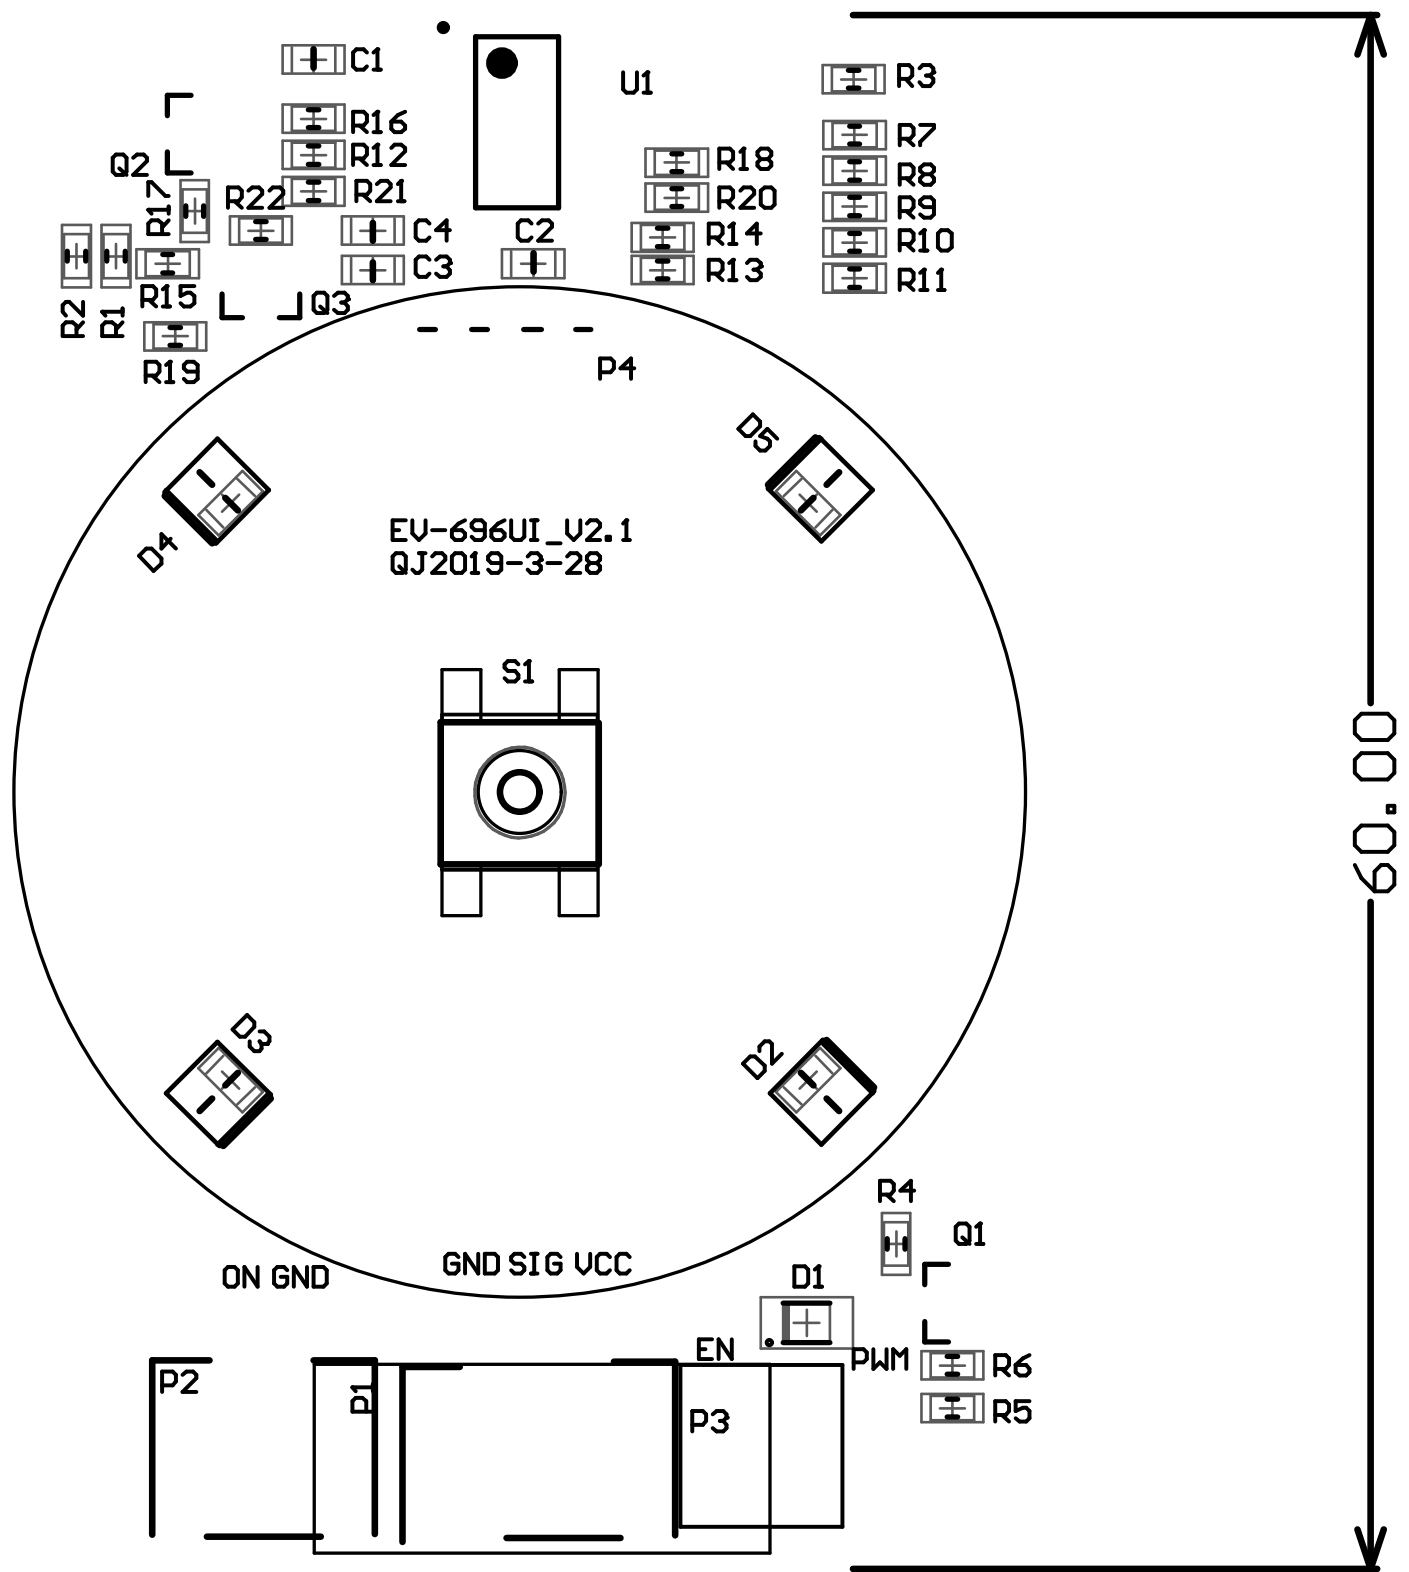 C1
U1
R3
R16
R7
Q2
R12
R18
R8
R17
R22
R21
R20
R9
C4
C2
R14
R10
C3
R13
R11
R2
R1
R15
Q3
R19
P4
D5
D4
EV-696UI_V2.1
QJ2019-3-28
S1
60.00
D3
D2
R4
Q1
ON GND
GND SIG VCC
D1
EN
PWM
P2
P1
R6
P3
R5